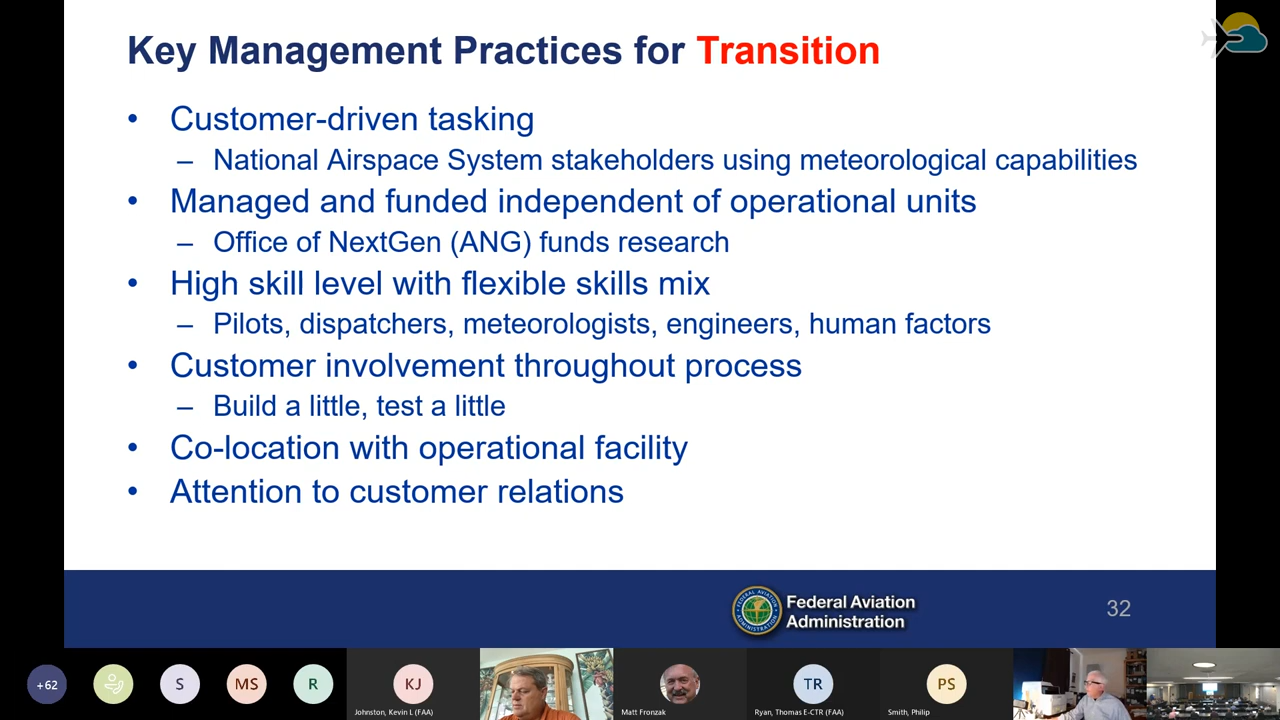 Key Management Practices for Transition
• Customer-driven tasking
– National Airspace System stakeholders using meteorological capabilities
• Managed and funded independent of operational units
– Office of NextGen (ANG) funds research
• High skill level with flexible skills mix
– Pilots, dispatchers, meteorologists, engineers, human factors
• Customer involvement throughout process
– Build a little, test a little
• Co-location with operational facility
• Attention to customer relations
Federal Aviation
Administration
32
+62
S
MS
R
KJ
TR
PS
Johnston, Kevin L (FAA)
Matt Fronzak
Ryan, Thomas E-CTR (FAA)
Smith, Philip